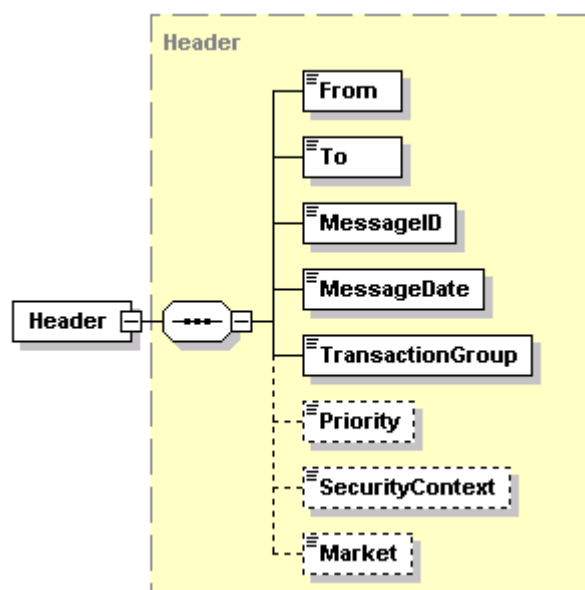 Header
From
To
MessageID
MessageDate
Header
TransactionGroup
Priority
SecurityContext
Market